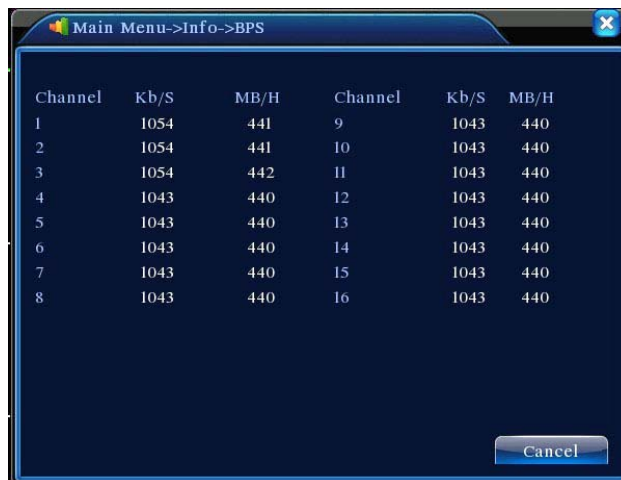 Main Menu->Info->BPS
Channel Kb/S MB/H Channel Kb/S MB/H
1 1054 441 9 1043 440
2 1054 441 10 1043 440
3 1054 442 11 1043 440
4 1043 440 12 1043 440
5 1043 440 13 1043 440
6 1043 440 14 1043 440
7 1043 440 15 1043 440
8 1043 440 16 1043 440
Cancel